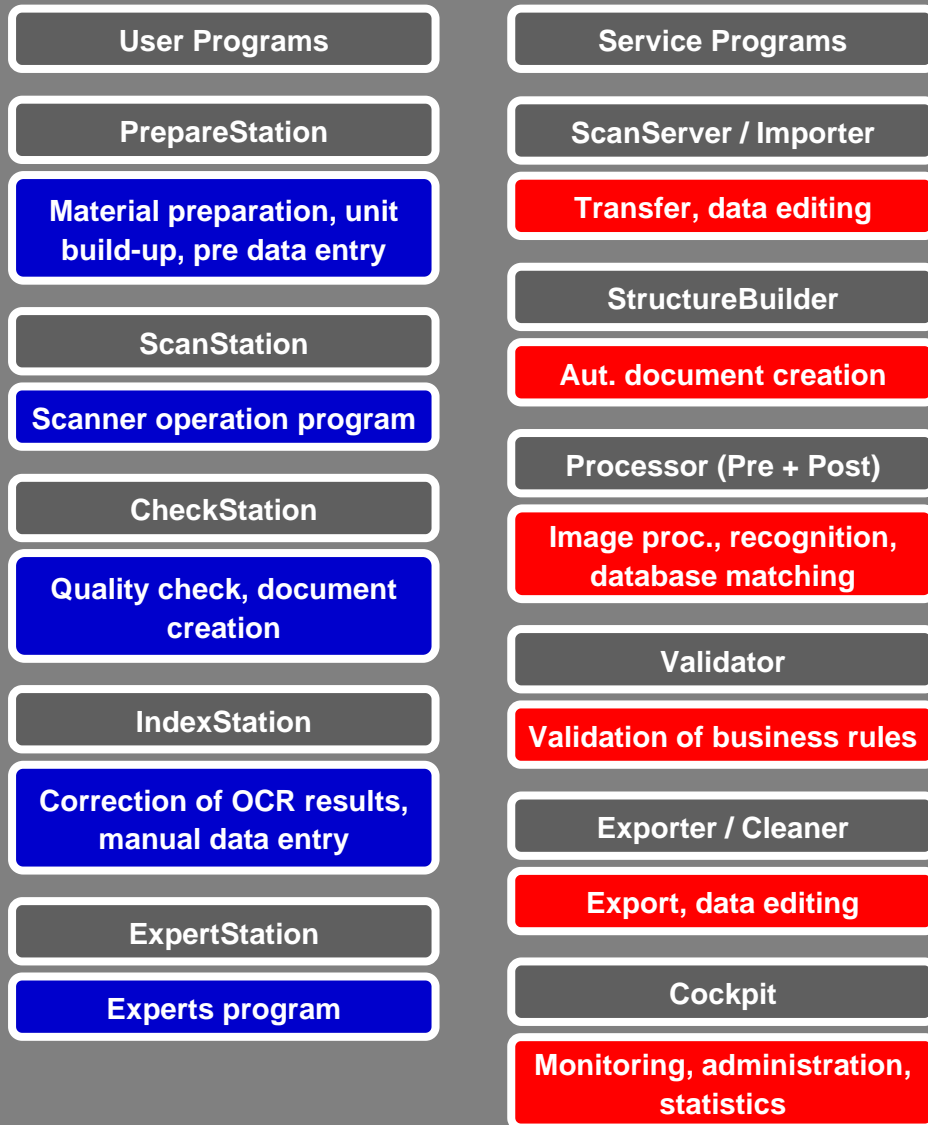 User Programs
PrepareStation
Material preparation, unit
build-up, pre data entry
ScanStation
Scanner operation program
CheckStation
Quality check, document
creation
IndexStation
Correction of OCR results,
manual data entry
ExpertStation
Experts program
Service Programs
ScanServer / Importer
Transfer, data editing
StructureBuilder
Aut. document creation
Processor (Pre + Post)
Image proc., recognition,
database matching
Validator
Validation of business rules
Exporter / Cleaner
Export, data editing
Cockpit
Monitoring, administration,
statistics